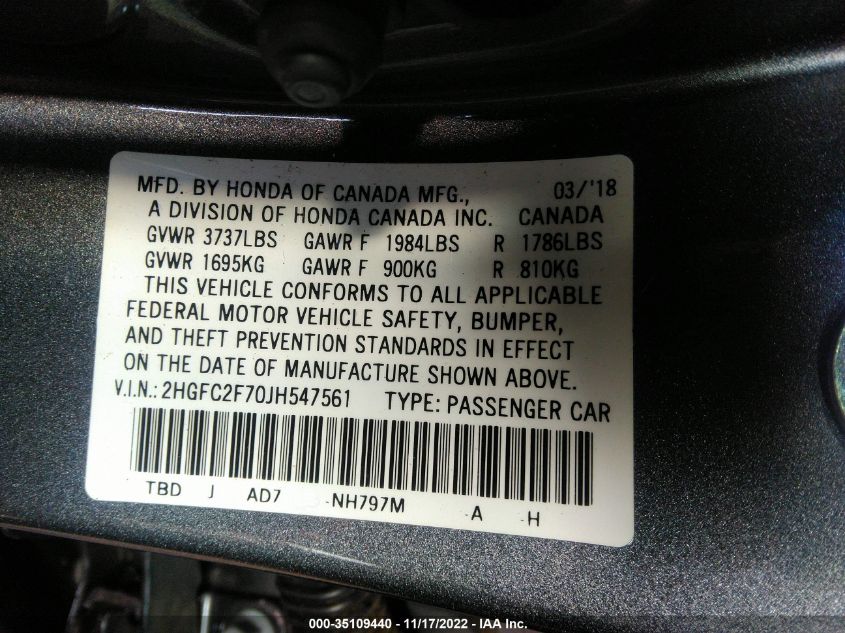 MFD. BY HONDA OF CANADA MFG., 03/'18
A DIVISION OF HONDA CANADA INC. CANADA
GVWR 3737LBS GAWR F 1984LBS R 1786LBS
GVWR 1695KG GAWR F 900KG R 810KG
THIS VEHICLE CONFORMS TO ALL APPLICABLE
FEDERAL MOTOR VEHICLE SAFETY, BUMPER,
AND THEFT PREVENTION STANDARDS IN EFFECT
ON THE DATE OF MANUFACTURE SHOWN ABOVE.
V.I.N.: 2HGFC2F70JH547561 TYPE: PASSENGER CAR
TBD J AD7 -NH797M A -H
000-35109440 - 11/17/2022 - IAA Inc.